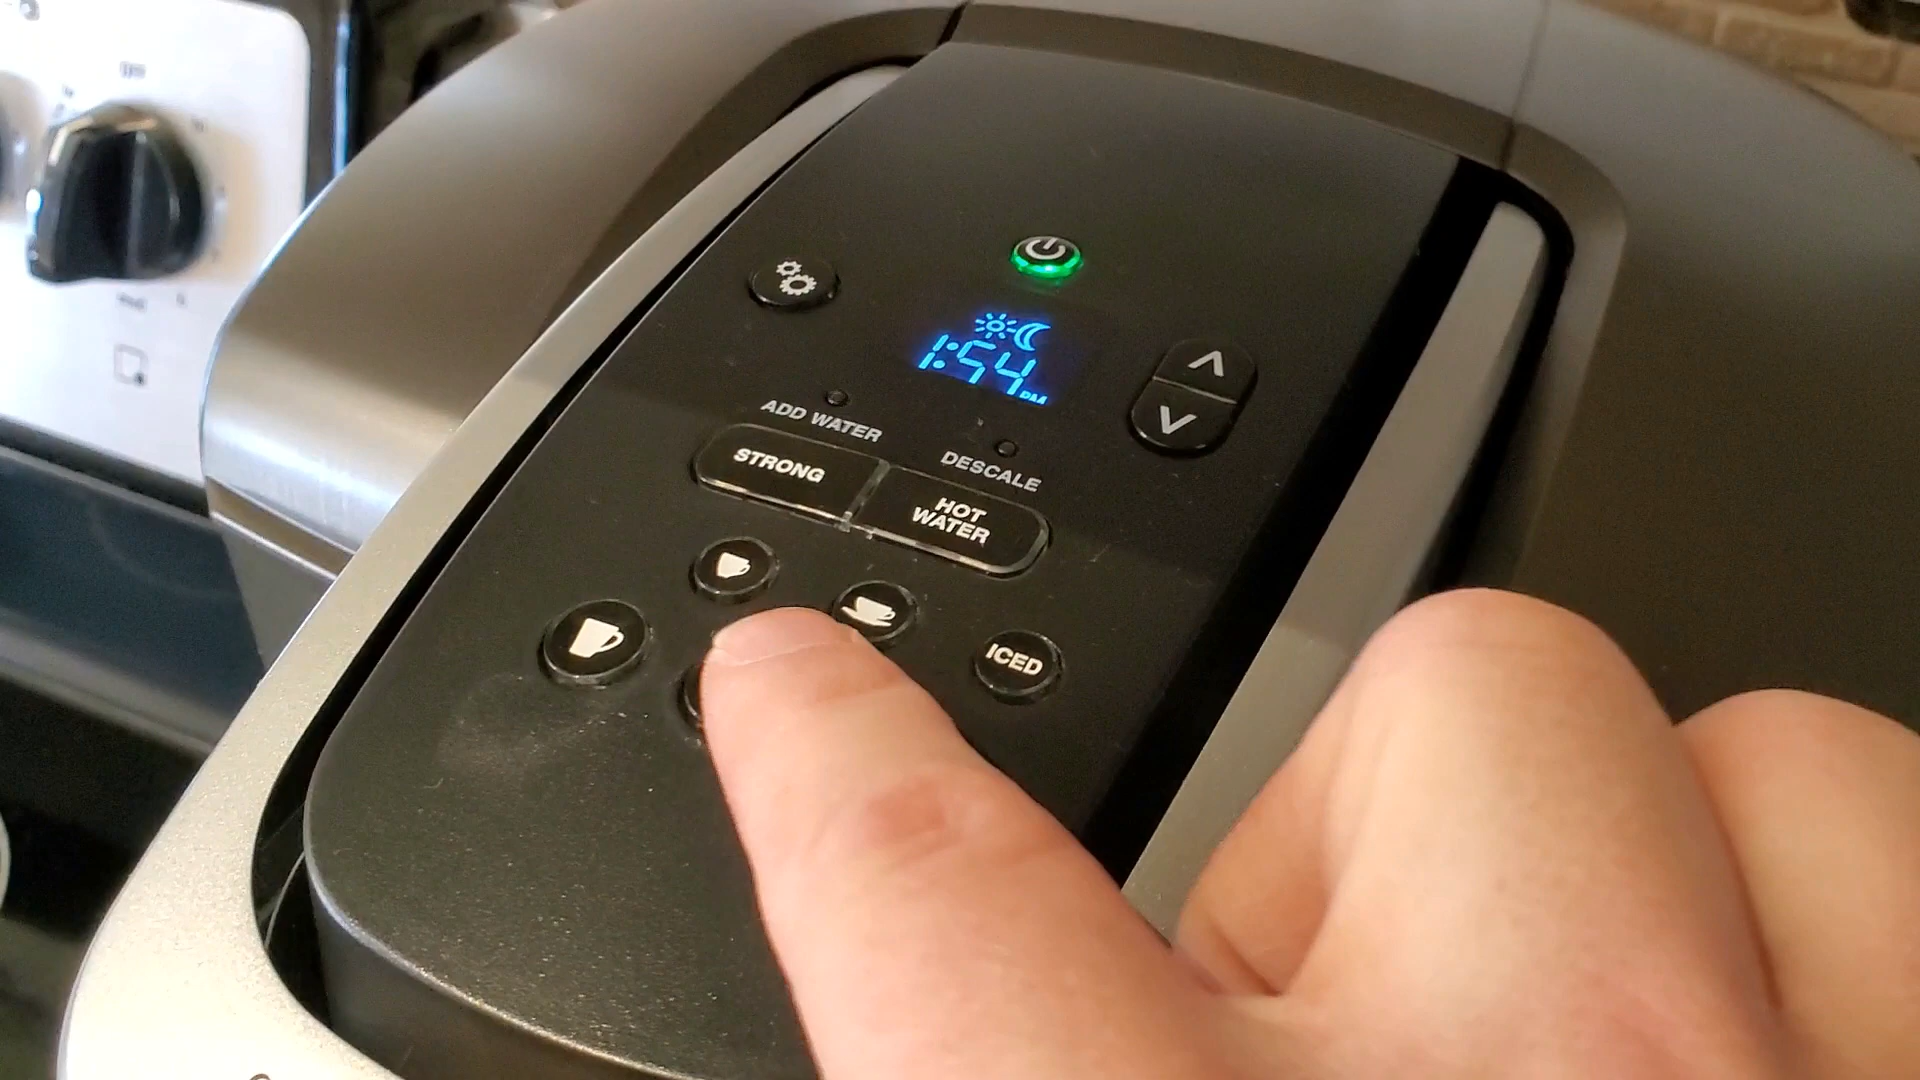 1:54 PM
ADD WATER
DESCALE
STRONG
HOT
WATER
ICED